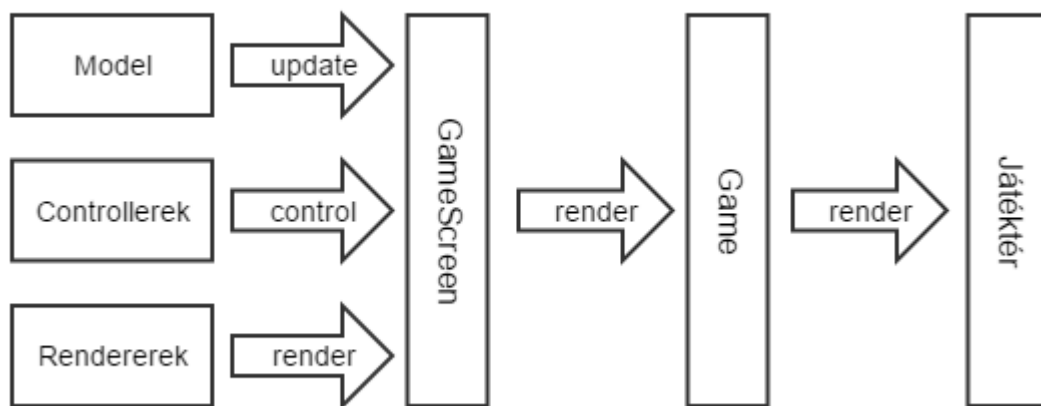 Model
update
Controllerek
control
Rendererek
render
GameScreen
render
Game
render
Játéktér